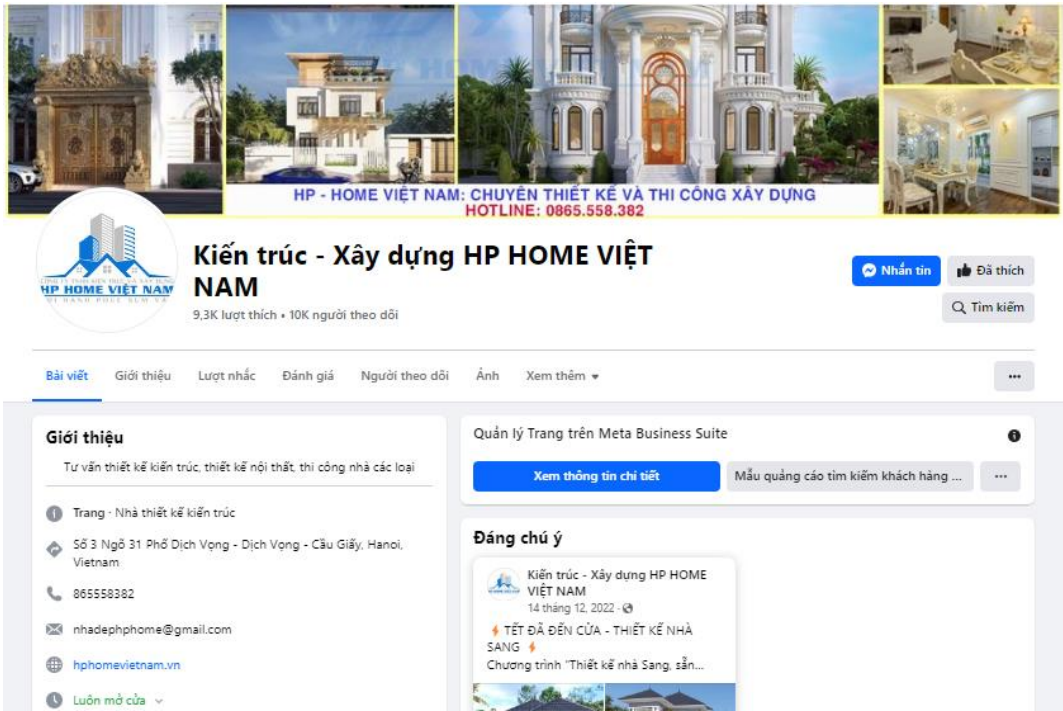 HP - HOME VIỆT NAM: CHUYÊN THIẾT KẾ VÀ THI CÔNG XÂY DỰNG
HOTLINE: 0865.558.382
HP HOME VIỆT NAM
Kiến trúc - Xây dựng HP HOME VIỆT
NAM
9,3K lượt thích • 10K người theo dõi
Nhắn tin
Đã thích
Tìm kiếm
Bài viết
Giới thiệu
Lượt nhắc
Đánh giá
Người theo dõi
Ảnh
Xem thêm
Giới thiệu
Tư vấn thiết kế kiến trúc, thiết kế nội thất, thi công nhà các loại
Trang · Nhà thiết kế kiến trúc
Số 3 Ngõ 31 Phố Dịch Vọng - Dịch Vọng - Cầu Giấy, Hanoi,
Vietnam
865558382
nhadephphome@gmail.com
hphomevietnam.vn
Luôn mở cửa
Quản lý Trang trên Meta Business Suite
Xem thông tin chi tiết
Mẫu quảng cáo tìm kiếm khách hàng ...
Đáng chú ý
Kiến trúc - Xây dựng HP HOME
VIỆT NAM
14 tháng 12, 2022 ·
TẾT ĐÃ ĐẾN CỬA - THIẾT KẾ NHÀ
SANG
Chương trình "Thiết kế nhà Sang, sẵn...